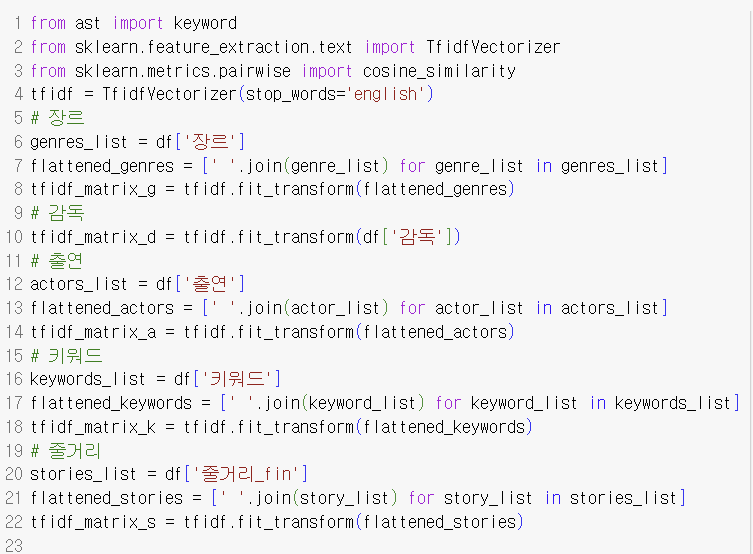 1 from ast import keyword
2 from sklearn.feature_extraction.text import TfidfVectorizer
3 from sklearn.metrics.pairwise import cosine_similarity
4 tfidf = TfidfVectorizer(stop_words='english')
5 # 장르
6 genres_list = df['장르']
7 flattened_genres = [' '.join(genre_list) for genre_list in genres_list]
8 tfidf_matrix_g = tfidf.fit_transform(flattened_genres)
9 # 감독
10 tfidf_matrix_d = tfidf.fit_transform(df['감독'])
11 # 출연
12 actors_list = df['출연']
13 flattened_actors = [' '.join(actor_list) for actor_list in actors_list]
14 tfidf_matrix_a = tfidf.fit_transform(flattened_actors)
15 # 키워드
16 keywords_list = df['키워드']
17 flattened_keywords = [' '.join(keyword_list) for keyword_list in keywords_list]
18 tfidf_matrix_k = tfidf.fit_transform(flattened_keywords)
19 # 줄거리
20 stories_list = df['줄거리_fin']
21 flattened_stories = [' '.join(story_list) for story_list in stories_list]
22 tfidf_matrix_s = tfidf.fit_transform(flattened_stories)
23